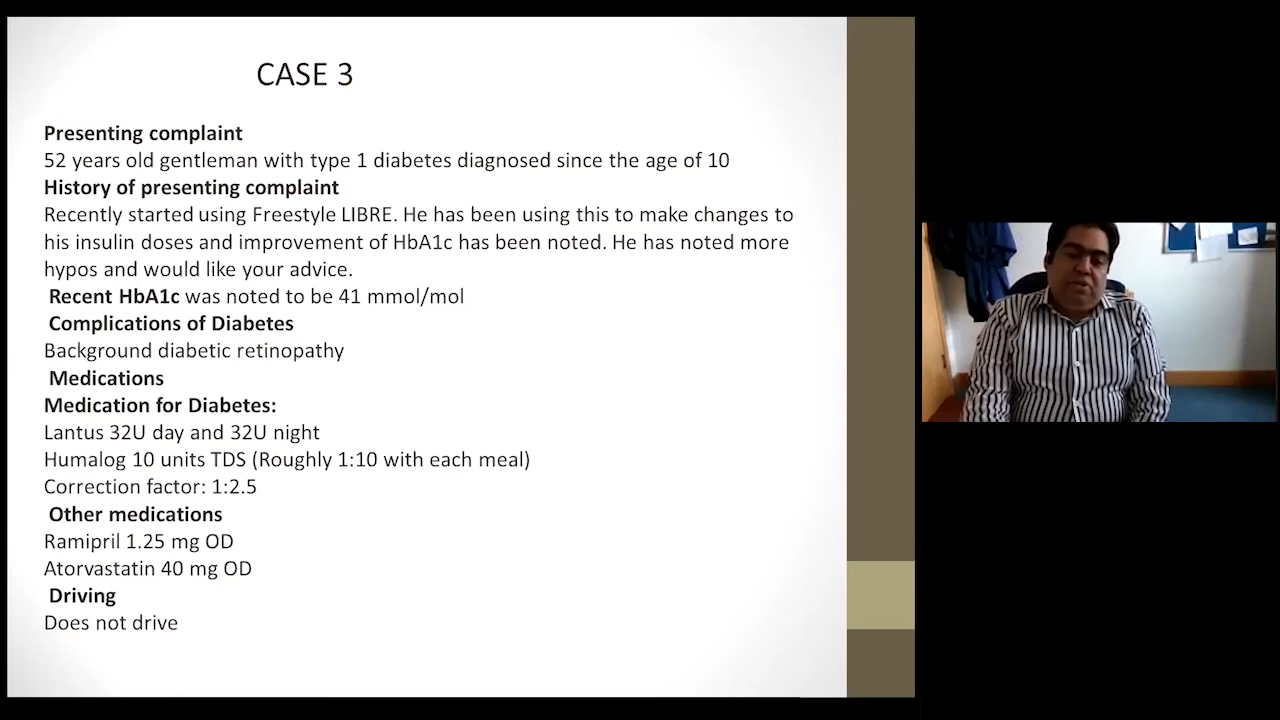 CASE 3
Presenting complaint
52 years old gentleman with type 1 diabetes diagnosed since the age of 10
History of presenting complaint
Recently started using Freestyle LIBRE. He has been using this to make changes to
his insulin doses and improvement of HbA1c has been noted. He has noted more
hypos and would like your advice.
Recent HbA1c was noted to be 41 mmol/mol
Complications of Diabetes
Background diabetic retinopathy
Medications
Medication for Diabetes:
Lantus 32U day and 32U night
Humalog 10 units TDS (Roughly 1:10 with each meal)
Correction factor: 1:2.5
Other medications
Ramipril 1.25 mg OD
Atorvastatin 40 mg OD
Driving
Does not drive